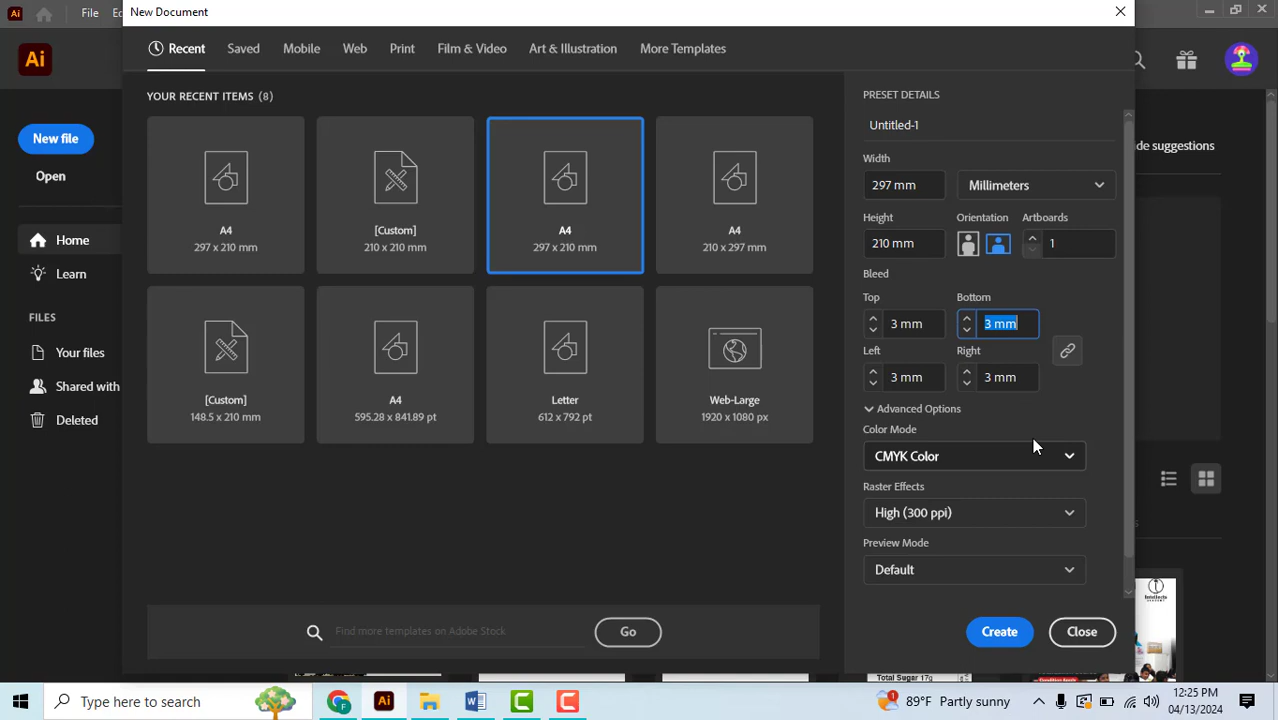 New Document
Ai
File
Ec
Ai
Recent
Saved
Mobile
Web
Print
Film & Video
Art & Illustration
More Templates
New file
Open
Home
Learn
FILES
Your files
Shared with
Deleted
YOUR RECENT ITEMS (8)
A4
297 x 210 mm
[Custom]
210 x 210 mm
A4
297 x 210 mm
A4
210 x 297 mm
[Custom]
148.5 x 210 mm
A4
595.28 x 841.89 pt
Letter
612 x 792 pt
Web-Large
1920 x 1080 px
Find more templates on Adobe Stock
Go
PRESET DETAILS
Untitled-1
Width
297 mm
Millimeters
Height
Orientation
Artboards
210 mm
1
Bleed
Top
Bottom
3 mm
3 mm
Left
Right
3 mm
3 mm
Advanced Options
Color Mode
CMYK Color
Raster Effects
High (300 ppi)
Preview Mode
Default
Create
Close
de suggestions
Total Sugar 17g
Type here to search
Ai
89°F Partly sunny
12:25 PM
04/13/2024